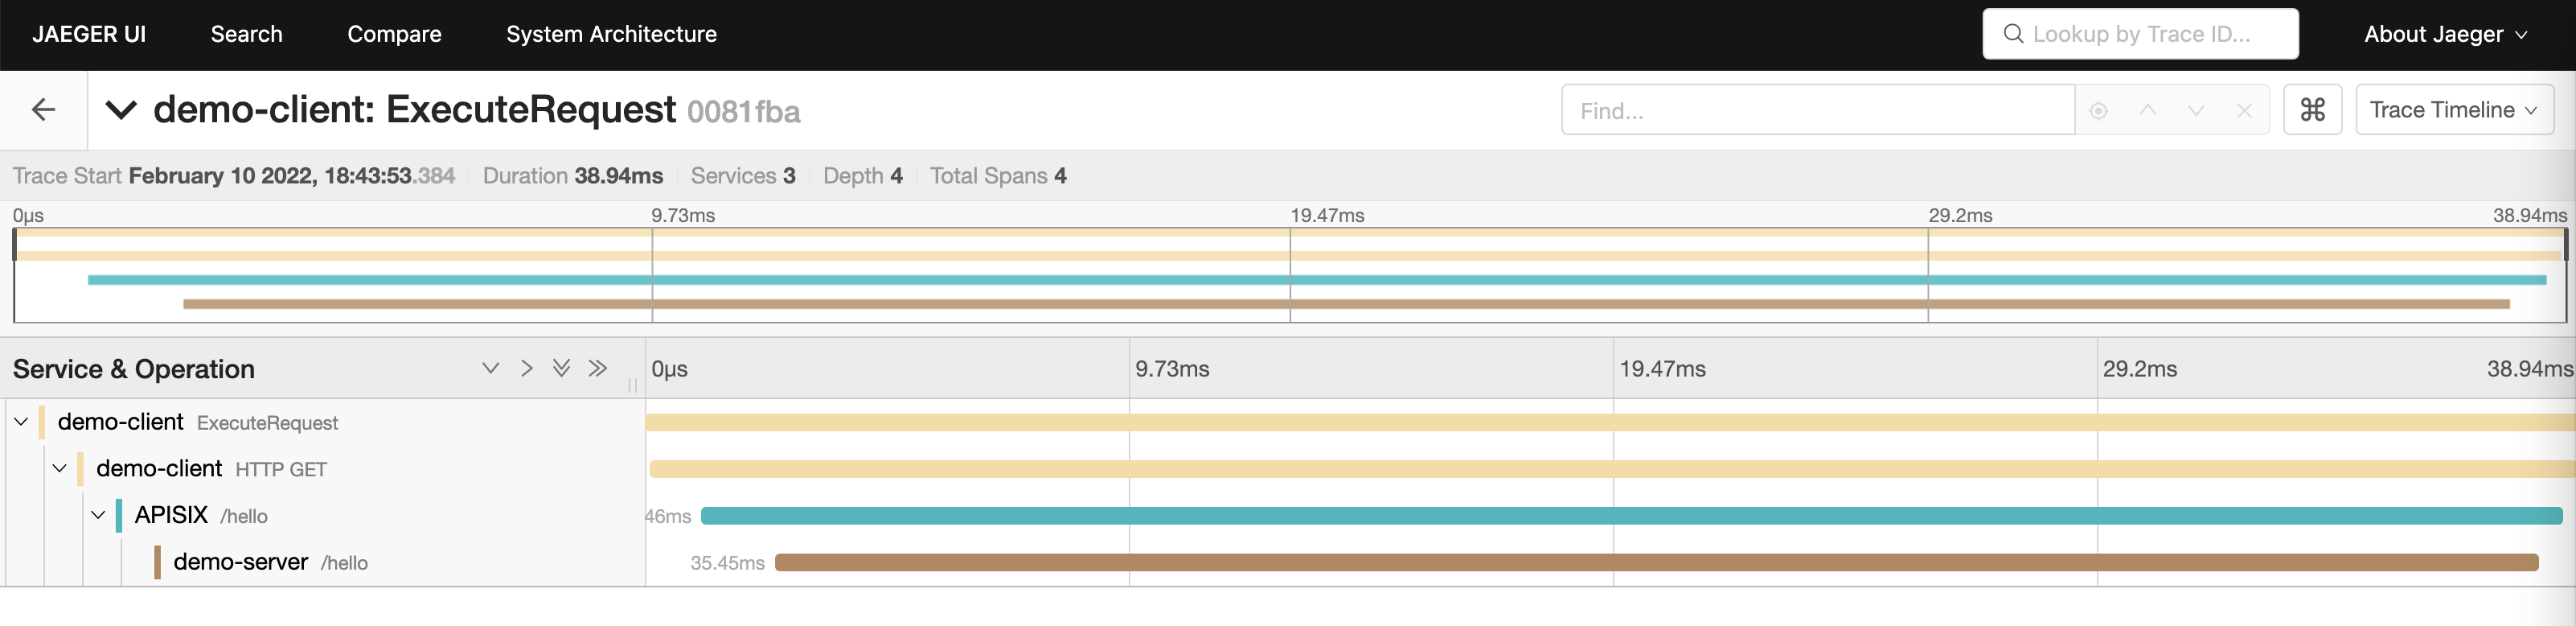 JAEGER UI Search Compare System Architecture Lookup by Trace ID... About Jaeger
demo-client: ExecuteRequest 0081fba Find... Trace Timeline
Trace Start February 10 2022, 18:43:53.384 Duration 38.94ms Services 3 Depth 4 Total Spans 4
0μs 9.73ms 19.47ms 29.2ms 38.94ms
Service & Operation 0μs 9.73ms 19.47ms 29.2ms 38.94ms
demo-client ExecuteRequest
demo-client HTTP GET
APISIX /hello 46ms
demo-server /hello 35.45ms